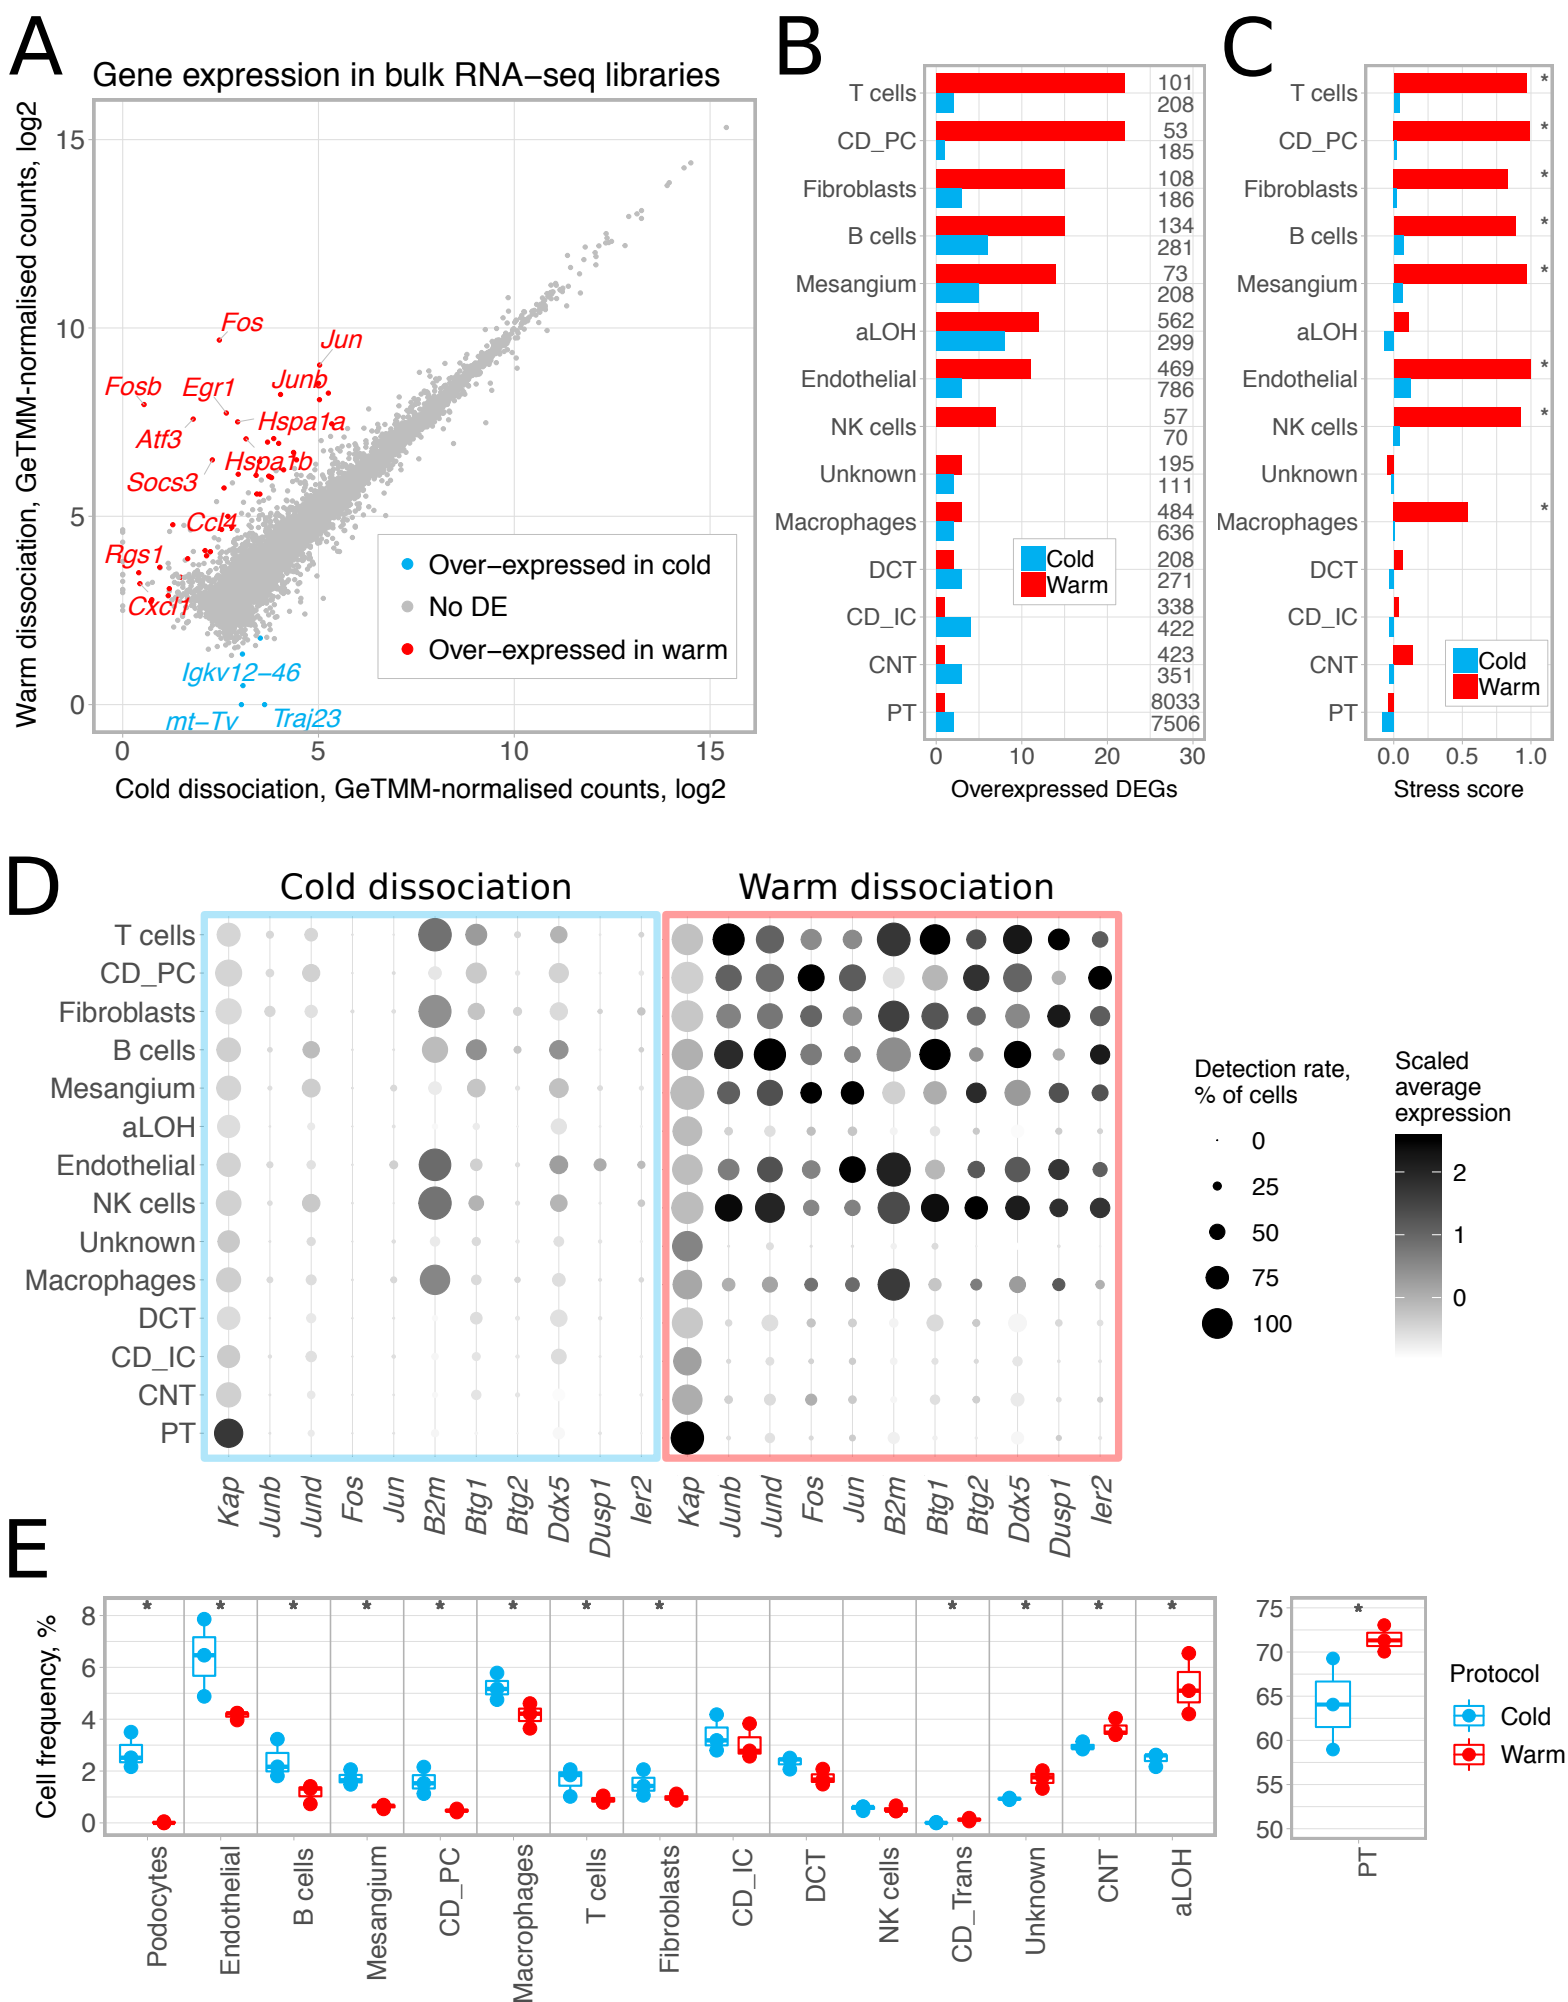 A
Gene expression in bulk RNA−seq libraries
Warm dissociation, GeTMM-normalised counts, log2
15
10
5
0
Fos
Jun
Fosb
Egr1
Junb
Atf3
Hspa1a
Socs3
Hspa1b
Ccl4
Rgs1
Cxcl1
Igkv12−46
mt−Tv
Traj23
Over−expressed in cold
No DE
Over−expressed in warm
0 5 10 15
Cold dissociation, GeTMM-normalised counts, log2
B
T cells 101 208
CD_PC 53 185
Fibroblasts 108 186
B cells 134 281
Mesangium 73 208
aLOH 562 299
Endothelial 469 786
NK cells 57 70
Unknown 195 111
Macrophages 484 636
DCT 208 271
CD_IC 338 422
CNT 423 351
PT 8033 7506
Cold
Warm
0 10 20 30
Overexpressed DEGs
C
T cells *
CD_PC *
Fibroblasts *
B cells *
Mesangium *
aLOH
Endothelial *
NK cells *
Unknown
Macrophages *
DCT
CD_IC
CNT
PT
Cold
Warm
0.0 0.5 1.0
Stress score
D
Cold dissociation
Warm dissociation
T cells
CD_PC
Fibroblasts
B cells
Mesangium
aLOH
Endothelial
NK cells
Unknown
Macrophages
DCT
CD_IC
CNT
PT
Kap Junb Jund Fos Jun B2m Btg1 Btg2 Ddx5 Dusp1 Ier2
Kap Junb Jund Fos Jun B2m Btg1 Btg2 Ddx5 Dusp1 Ier2
Detection rate,
% of cells
0
25
50
75
100
Scaled
average
expression
2
1
0
E
Cell frequency, %
8
6
4
2
0
* * * * * * * * * * * *
Podocytes Endothelial B cells Mesangium CD_PC Macrophages T cells Fibroblasts CD_IC DCT NK cells CD_Trans Unknown CNT aLOH
75
70
65
60
55
50
*
PT
Protocol
Cold
Warm